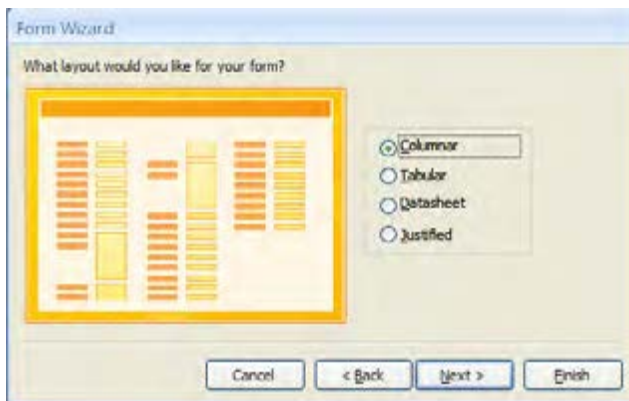 Form Wizard
What layout would you like for your form?
Columnar
Tabular
Datasheet
Justified
Cancel
< Back
Next >
Finish